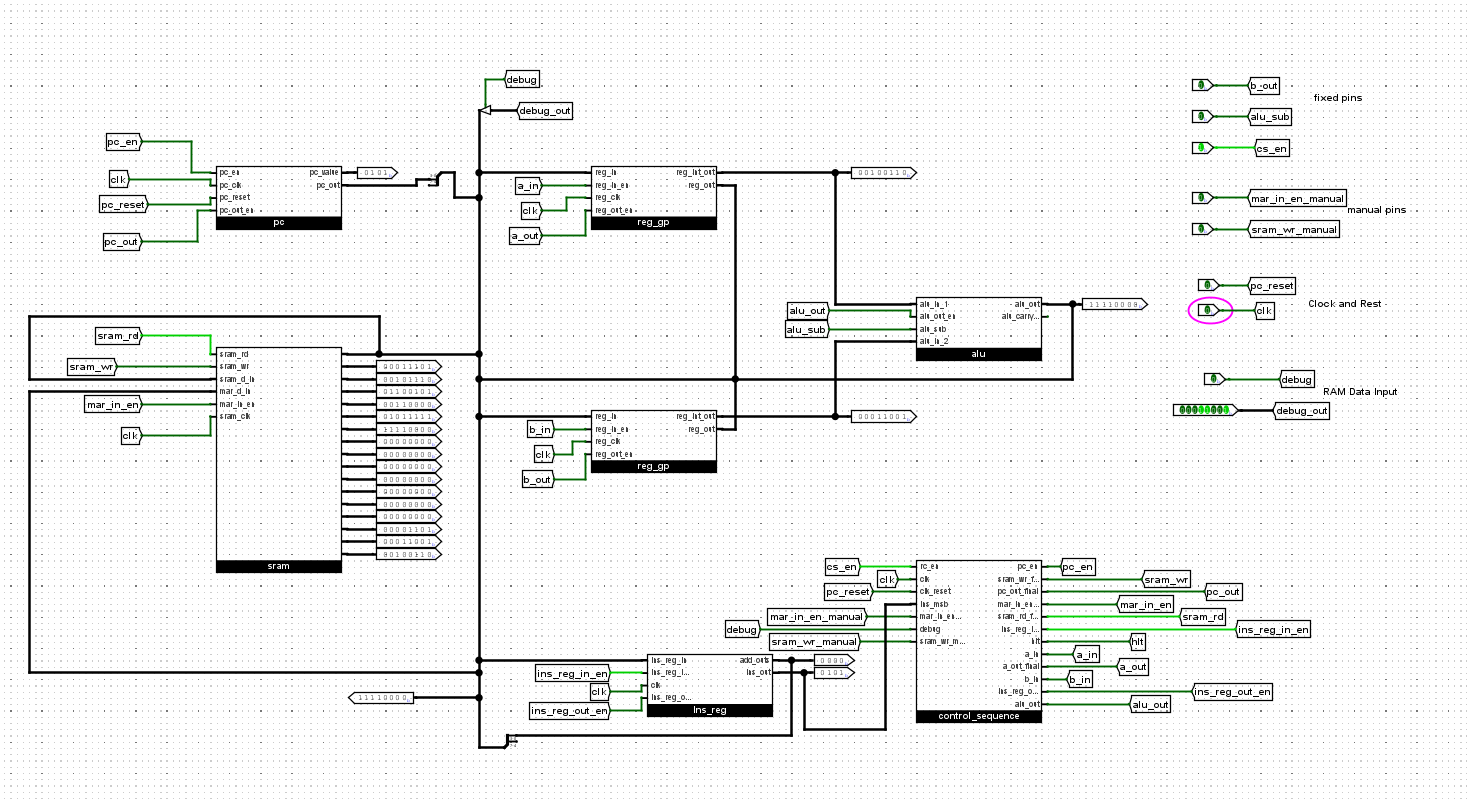 debug
debug_out
b_out
fixed pins
alu_sub
cs_en
pc_en
clk
pc_reset
pc_out
pc_en
pc_clk
pc_reset
pc_out_en
pc_value
pc_out
pc
0101
a_in
clk
a_out
reg_in
reg_in_en
reg_clk
reg_out_en
reg_int_out
reg_out
reg_gp
00100110
mar_in_en_manual
manual pins
sram_wr_manual
pc_reset
Clock and Rest
clk
alu_out
alu_sub
alu_in_1
alu_out_en
alu_sub
alu_in_2
alu_out
alu_carry...
alu
11110000
sram_rd
sram_wr
mar_in_en
clk
sram_rd
sram_wr
sram_d_in
mar_d_in
mar_in_en
sram_clk
sram
00011101
00101110
11110000
00000000
00000000
00000000
00000000
00000000
00000000
00001101
00011001
00100110
debug
RAM Data Input
debug_out
b_in
clk
b_out
reg_in
reg_in_en
reg_clk
reg_out_en
reg_int_out
reg_out
reg_gp
00011001
cs_en
clk
pc_reset
mar_in_en_manual
debug
sram_wr_manual
rc_en
clk
clk_reset
ins_msb
mar_in_en...
debug
sram_wr_m...
pc_en
sram_wr_f...
pc_out_final
mar_in_en...
sram_rd_f...
ins_reg_i...
hlt
a_in
a_out_final
b_in
ins_reg_o...
alu_out
control_sequence
pc_en
sram_wr
pc_out
mar_in_en
sram_rd
ins_reg_in_en
hlt
a_in
a_out
b_in
ins_reg_out_en
alu_out
ins_reg_in_en
clk
ins_reg_out_en
ins_reg_in
ins_reg_i...
clk
ins_reg_o...
add_outs
ins_out
ins_reg
0000
0101
11110000